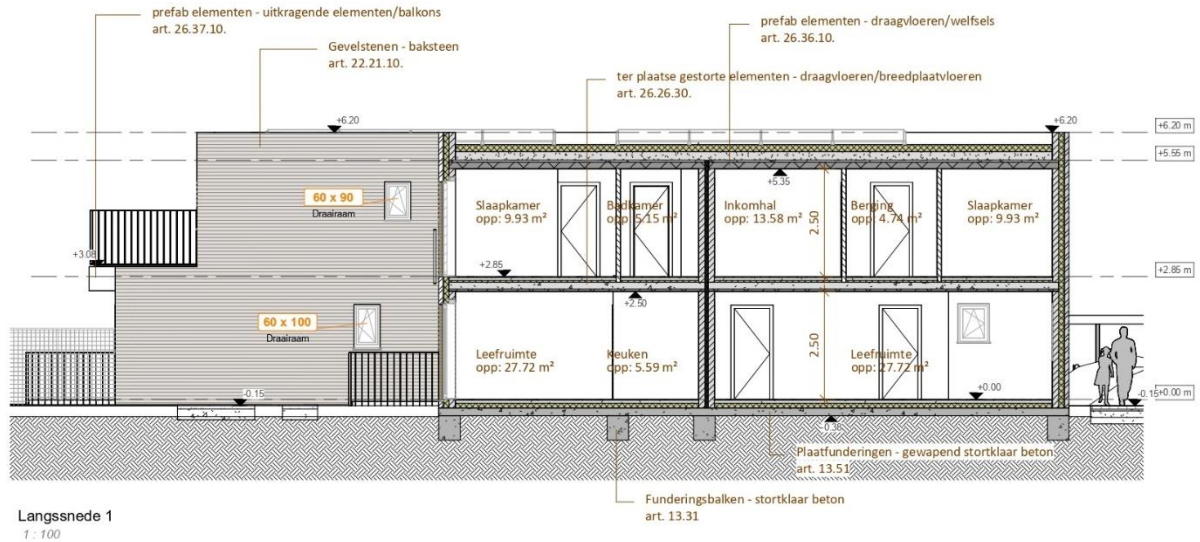 prefab elementen - uitkragende elementen/balkons
art. 26.37.10.
prefab elementen - draagvloeren/welfsels
art. 26.36.10.
Gevelstenen - baksteen
art. 22.21.10.
ter plaatse gestorte elementen - draagvloeren/breedplaatvloeren
art. 26.26.30.
+6.20
+6.20
+6.20 m
+5.55 m
+5.35
60 x 90
Draairaam
Slaapkamer
opp: 9.93 m²
Badkamer
opp: 5.15 m²
Inkomhal
opp: 13.58 m²
2.50
Berging
opp: 4.74 m²
Slaapkamer
opp: 9.93 m²
+3.08
+2.85
+2.85 m
+2.50
60 x 100
Draairaam
Leefruimte
opp: 27.72 m²
Keuken
opp: 5.59 m²
2.50
Leefruimte
opp: 27.72 m²
-0.15
+0.00
-0.15
+0.00 m
-0.38
Plaatfunderingen - gewapend stortklaar beton
art. 13.51
Funderingsbalken - stortklaar beton
art. 13.31
Langssnede 1
1 : 100